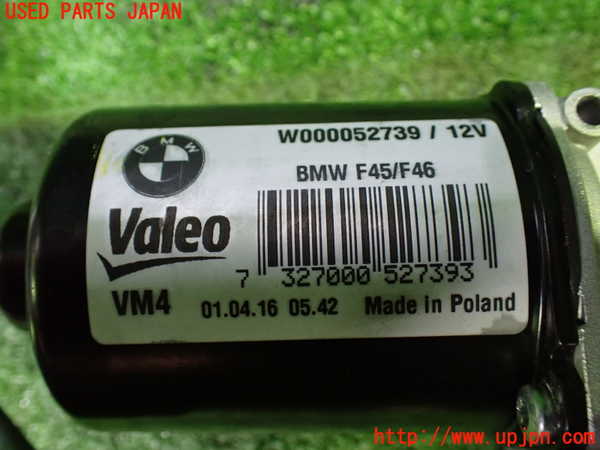 USED PARTS JAPAN
BMW
W000052739 / 12V
BMW F45/F46
Valeo
7 327000 527393
VM4 01.04.16 05.42 Made in Poland
http://www.upjpn.com/